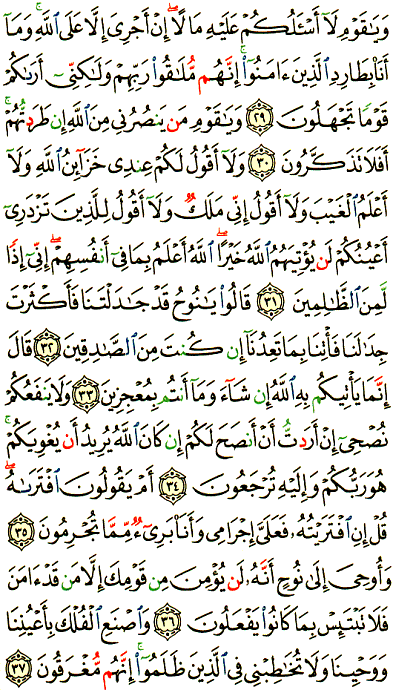 وَيَٰقَوْمِ لَآ أَسْـَٔلُكُمْ عَلَيْهِ مَالًا ۖ إِنْ أَجْرِىَ إِلَّا عَلَى ٱللَّهِ ۚ وَمَآ
أَنَا۠ بِطَارِدِ ٱلَّذِينَ ءَامَنُوٓا۟ ۚ إِنَّهُم مُّلَٰقُوا۟ رَبِّهِمْ وَلَٰكِنِّىٓ أَرَىٰكُمْ
قَوْمًا تَجْهَلُونَ ٢٩ وَيَٰقَوْمِ مَن يَنصُرُنِى مِنَ ٱللَّهِ إِن طَرَدتُّهُمْ ۚ
أَفَلَا تَذَكَّرُونَ ٣٠ وَلَآ أَقُولُ لَكُمْ عِندِى خَزَآئِنُ ٱللَّهِ وَلَآ
أَعْلَمُ ٱلْغَيْبَ وَلَآ أَقُولُ إِنِّى مَلَكٌ وَلَآ أَقُولُ لِلَّذِينَ تَزْدَرِىٓ
أَعْيُنُكُمْ لَن يُؤْتِيَهُمُ ٱللَّهُ خَيْرًا ۖ ٱللَّهُ أَعْلَمُ بِمَا فِىٓ أَنفُسِهِمْ ۖ إِنِّىٓ إِذًا
لَّمِنَ ٱلظَّٰلِمِينَ ٣١ قَالُوا۟ يَٰنُوحُ قَدْ جَٰدَلْتَنَا فَأَكْثَرْتَ
جِدَٰلَنَا فَأْتِنَا بِمَا تَعِدُنَآ إِن كُنتَ مِنَ ٱلصَّٰدِقِينَ ٣٢ قَالَ
إِنَّمَا يَأْتِيكُم بِهِ ٱللَّهُ إِن شَآءَ وَمَآ أَنتُم بِمُعْجِزِينَ ٣٣ وَلَا يَنفَعُكُمْ
نُصْحِىٓ إِنْ أَرَدتُّ أَنْ أَنصَحَ لَكُمْ إِن كَانَ ٱللَّهُ يُرِيدُ أَن يُغْوِيَكُمْ ۚ
هُوَ رَبُّكُمْ وَإِلَيْهِ تُرْجَعُونَ ٣٤ أَمْ يَقُولُونَ ٱفْتَرَىٰهُ ۖ
قُلْ إِنِ ٱفْتَرَيْتُهُۥ فَعَلَىَّ إِجْرَامِى وَأَنَا۠ بَرِىٓءٌ مِّمَّا تُجْرِمُونَ ٣٥
وَأُوحِىَ إِلَىٰ نُوحٍ أَنَّهُۥ لَن يُؤْمِنَ مِن قَوْمِكَ إِلَّا مَن قَدْ ءَامَنَ
فَلَا تَبْتَئِسْ بِمَا كَانُوا۟ يَفْعَلُونَ ٣٦ وَٱصْنَعِ ٱلْفُلْكَ بِأَعْيُنِنَا
وَوَحْيِنَا وَلَا تُخَٰطِبْنِى فِى ٱلَّذِينَ ظَلَمُوٓا۟ ۚ إِنَّهُم مُّغْرَقُونَ ٣٧